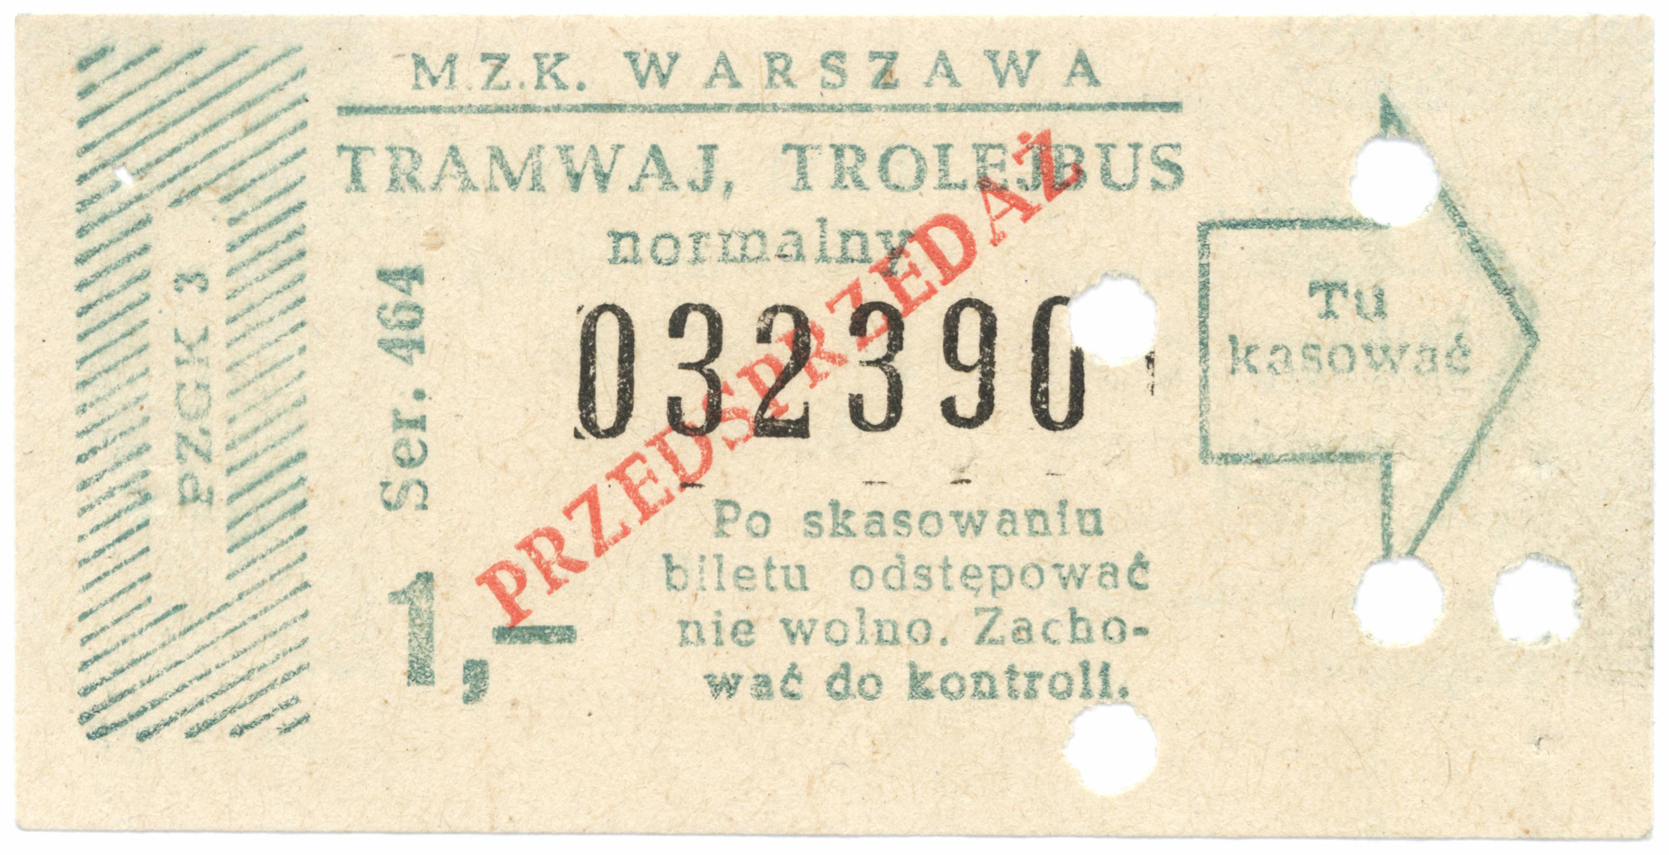 M.Z.K. WARSZAWA
TRAMWAJ, TROLEJBUS
normalny
PRZEDSPRZEDAŻ
032390
PZGK 3
Ser. 464
1,—
Po skasowaniu
biletu odstępować
nie wolno. Zacho-
wać do kontroli.
Tu
kasować